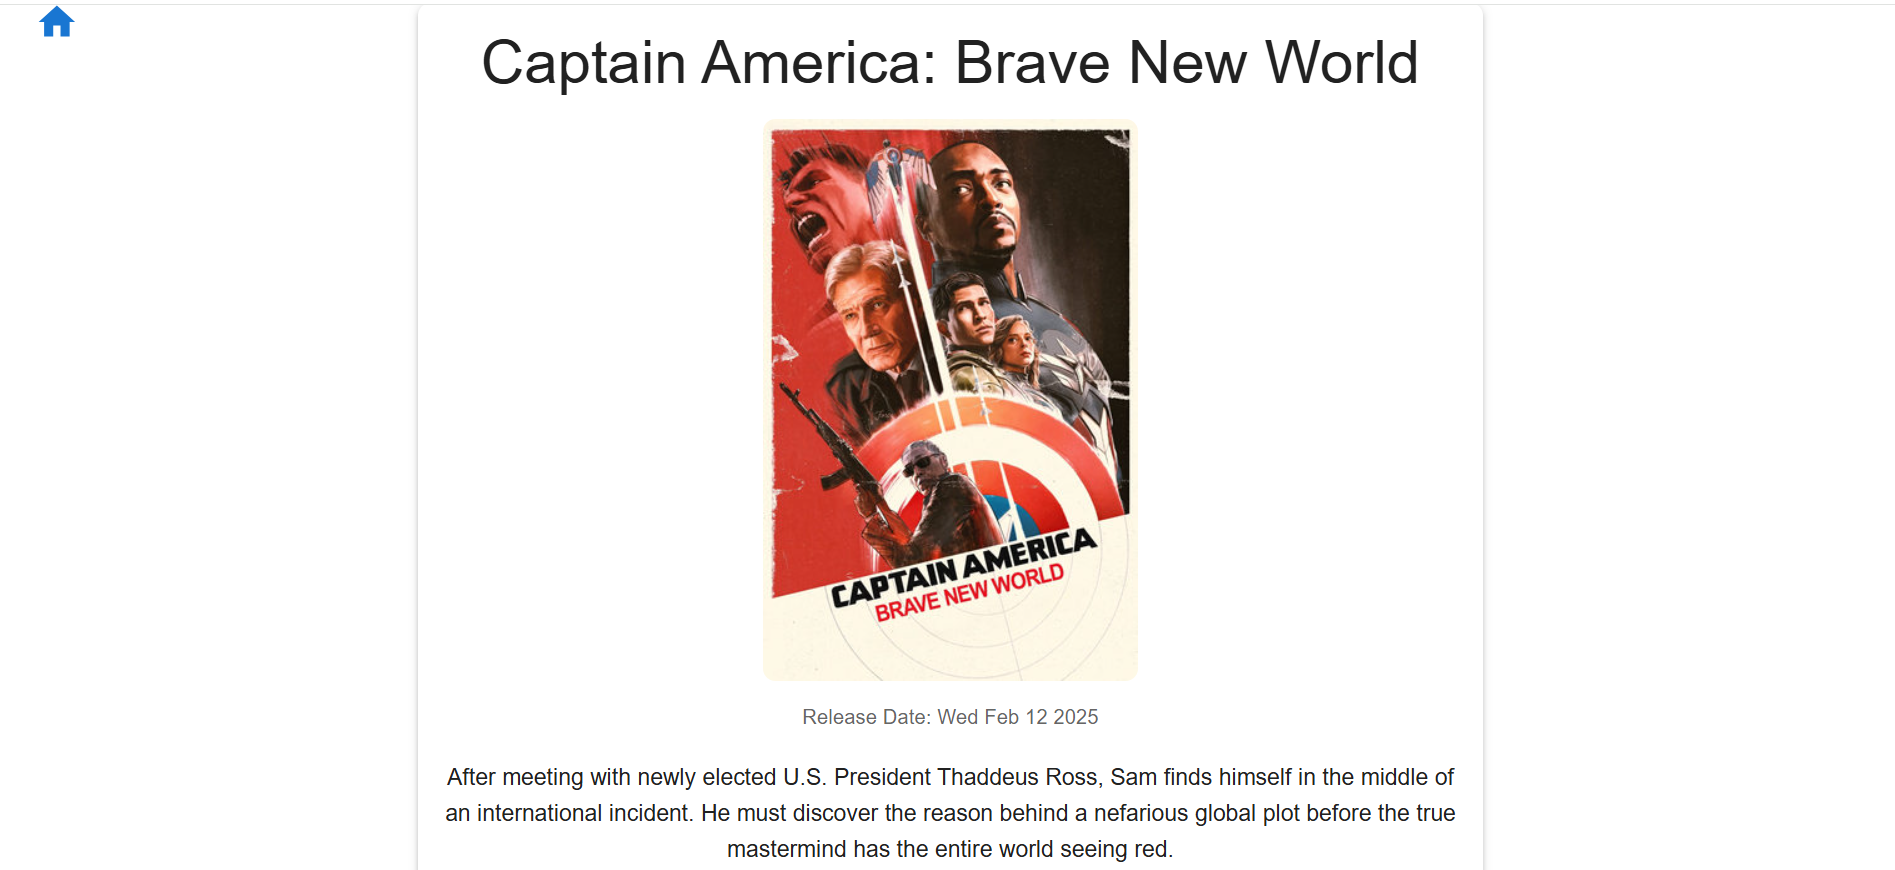 Captain America: Brave New World
CAPTAIN AMERICA
BRAVE NEW WORLD
Release Date: Wed Feb 12 2025
After meeting with newly elected U.S. President Thaddeus Ross, Sam finds himself in the middle of
an international incident. He must discover the reason behind a nefarious global plot before the true
mastermind has the entire world seeing red.